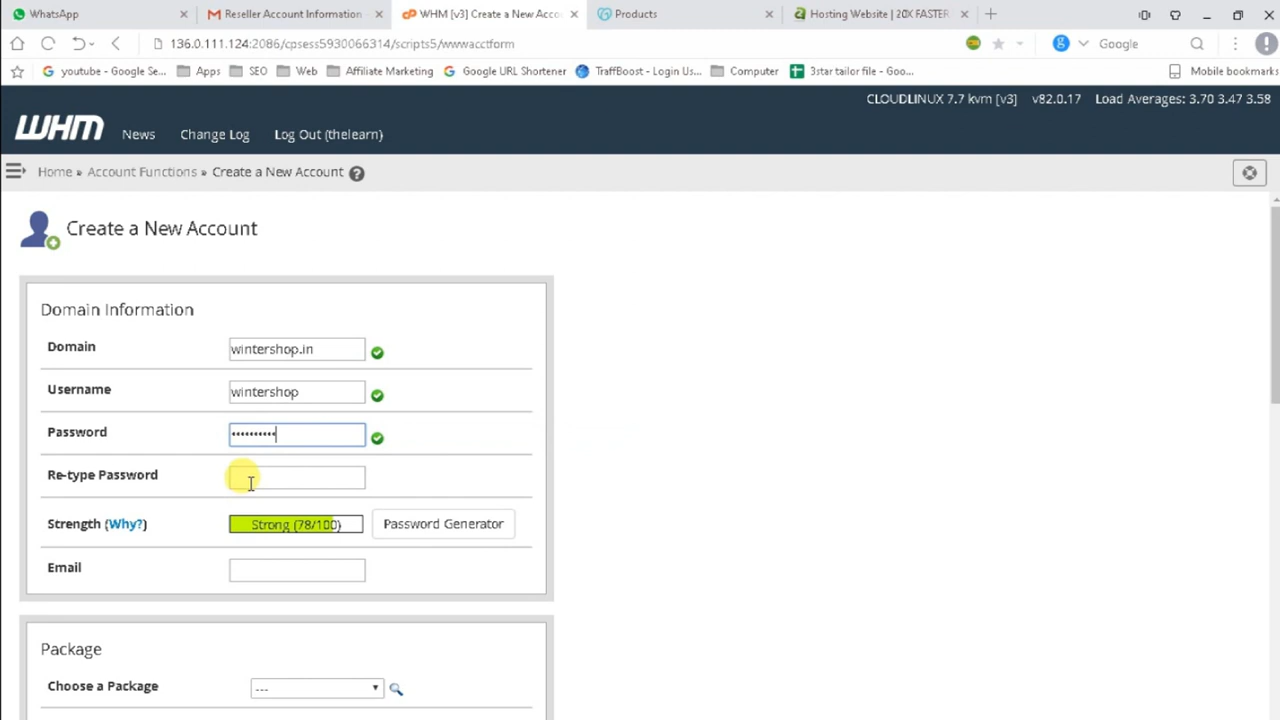 WhatsApp
Reseller Account Information
WHM [v3] Create a New Acco
Products
Hosting Website | 20X FASTER
136.0.111.124:2086/cpsess5930066314/scripts5/wwwacctform
Google
youtube - Google Se...
Apps
SEO
Web
Affiliate Marketing
Google URL Shortener
TraffBoost - Login Us...
Computer
3star tailor file - Goo...
Mobile bookmarks
CLOUDLINUX 7.7 kvm [v3] v82.0.17 Load Averages: 3.70 3.47 3.58
WHM News Change Log Log Out (thelearn)
Home » Account Functions » Create a New Account
Create a New Account
Domain Information
Domain wintershop.in
Username wintershop
Password ••••••••••
Re-type Password
Strength (Why?) Strong (78/100) Password Generator
Email
Package
Choose a Package ---